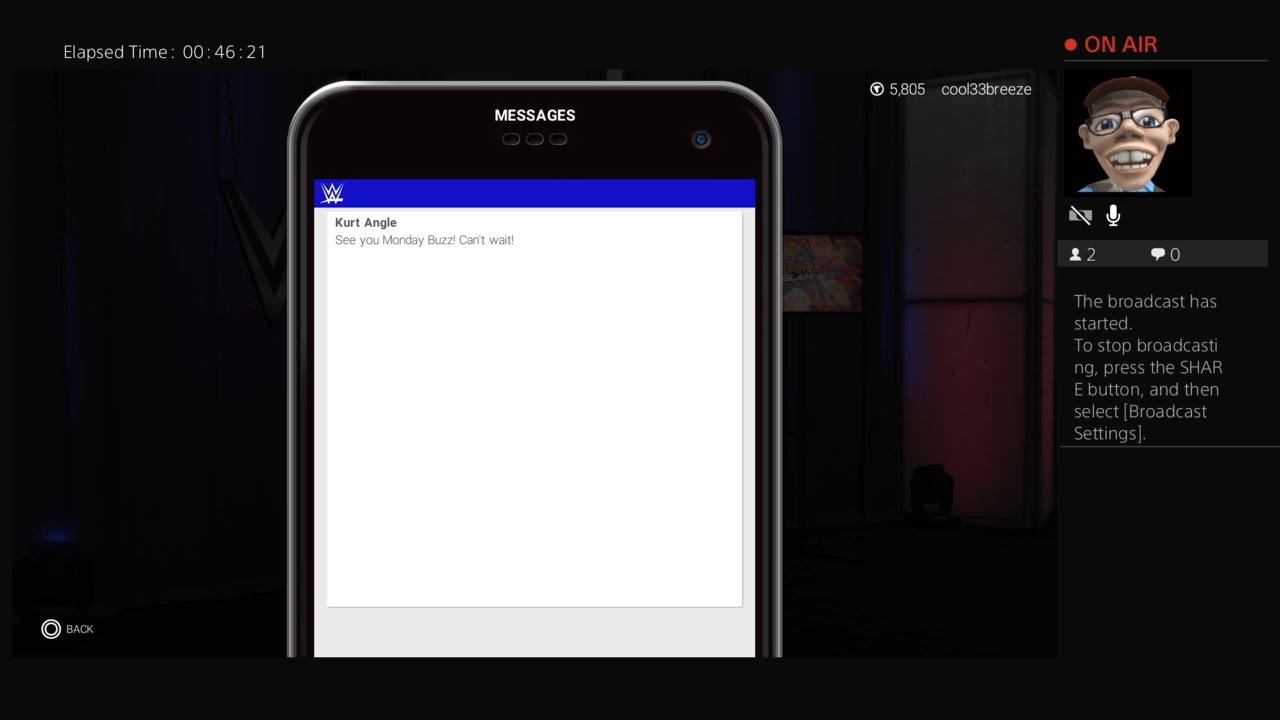 Elapsed Time: 00:46:21
ON AIR
MESSAGES
5,805 cool33breeze
W
Kurt Angle
See you Monday Buzz! Can't wait!
SUMMER
SLAM
2 0
The broadcast has
started.
To stop broadcasti
ng, press the SHAR
E button, and then
select [Broadcast
Settings].
BACK